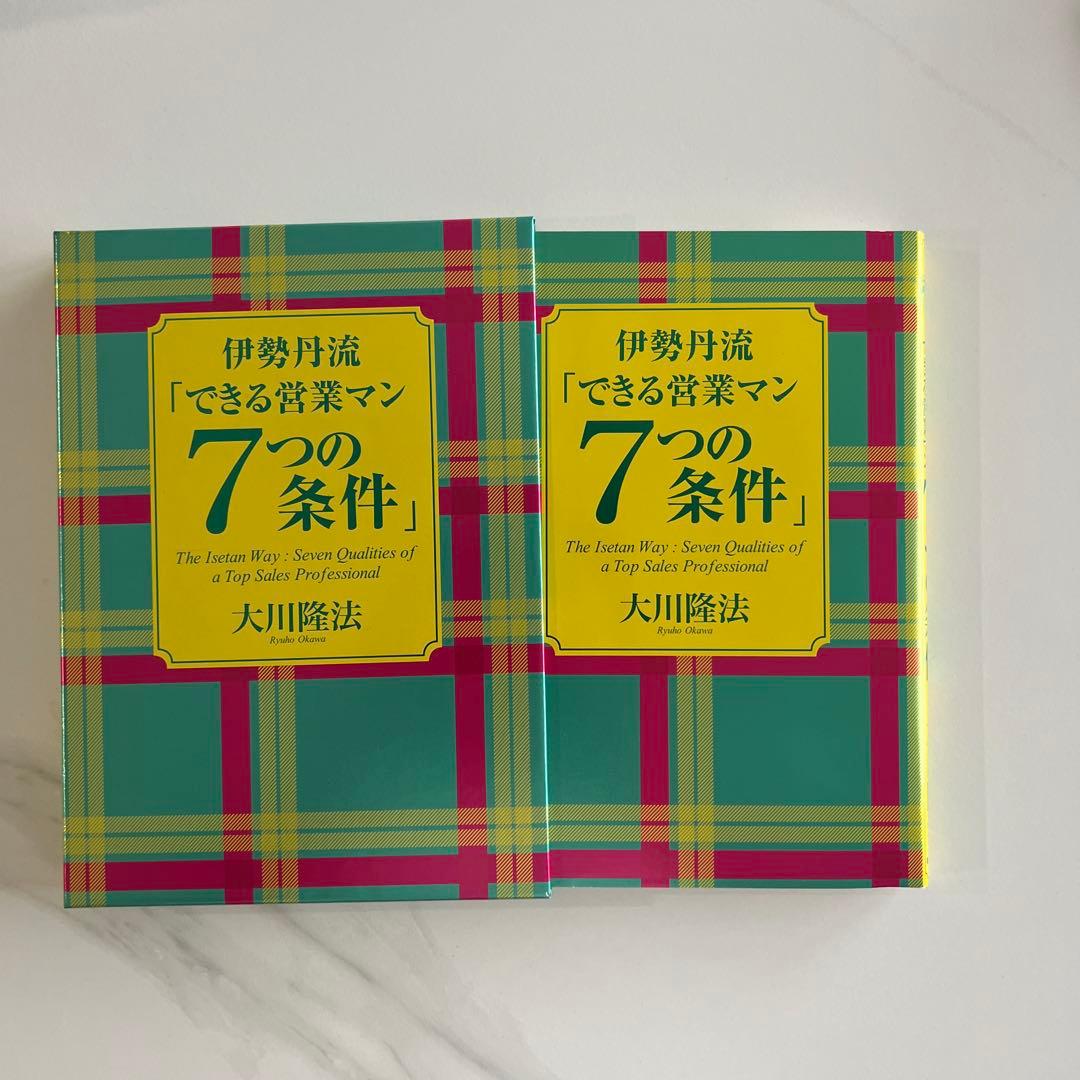 伊勢丹流
「できる営業マン
7つの
条件」
The Isetan Way : Seven Qualities of
a Top Sales Professional
大川隆法
Ryuho Okawa
伊勢丹流
「できる営業マン
7つの
条件」
The Isetan Way : Seven Qualities of
a Top Sales Professional
大川隆法
Ryuho Okawa